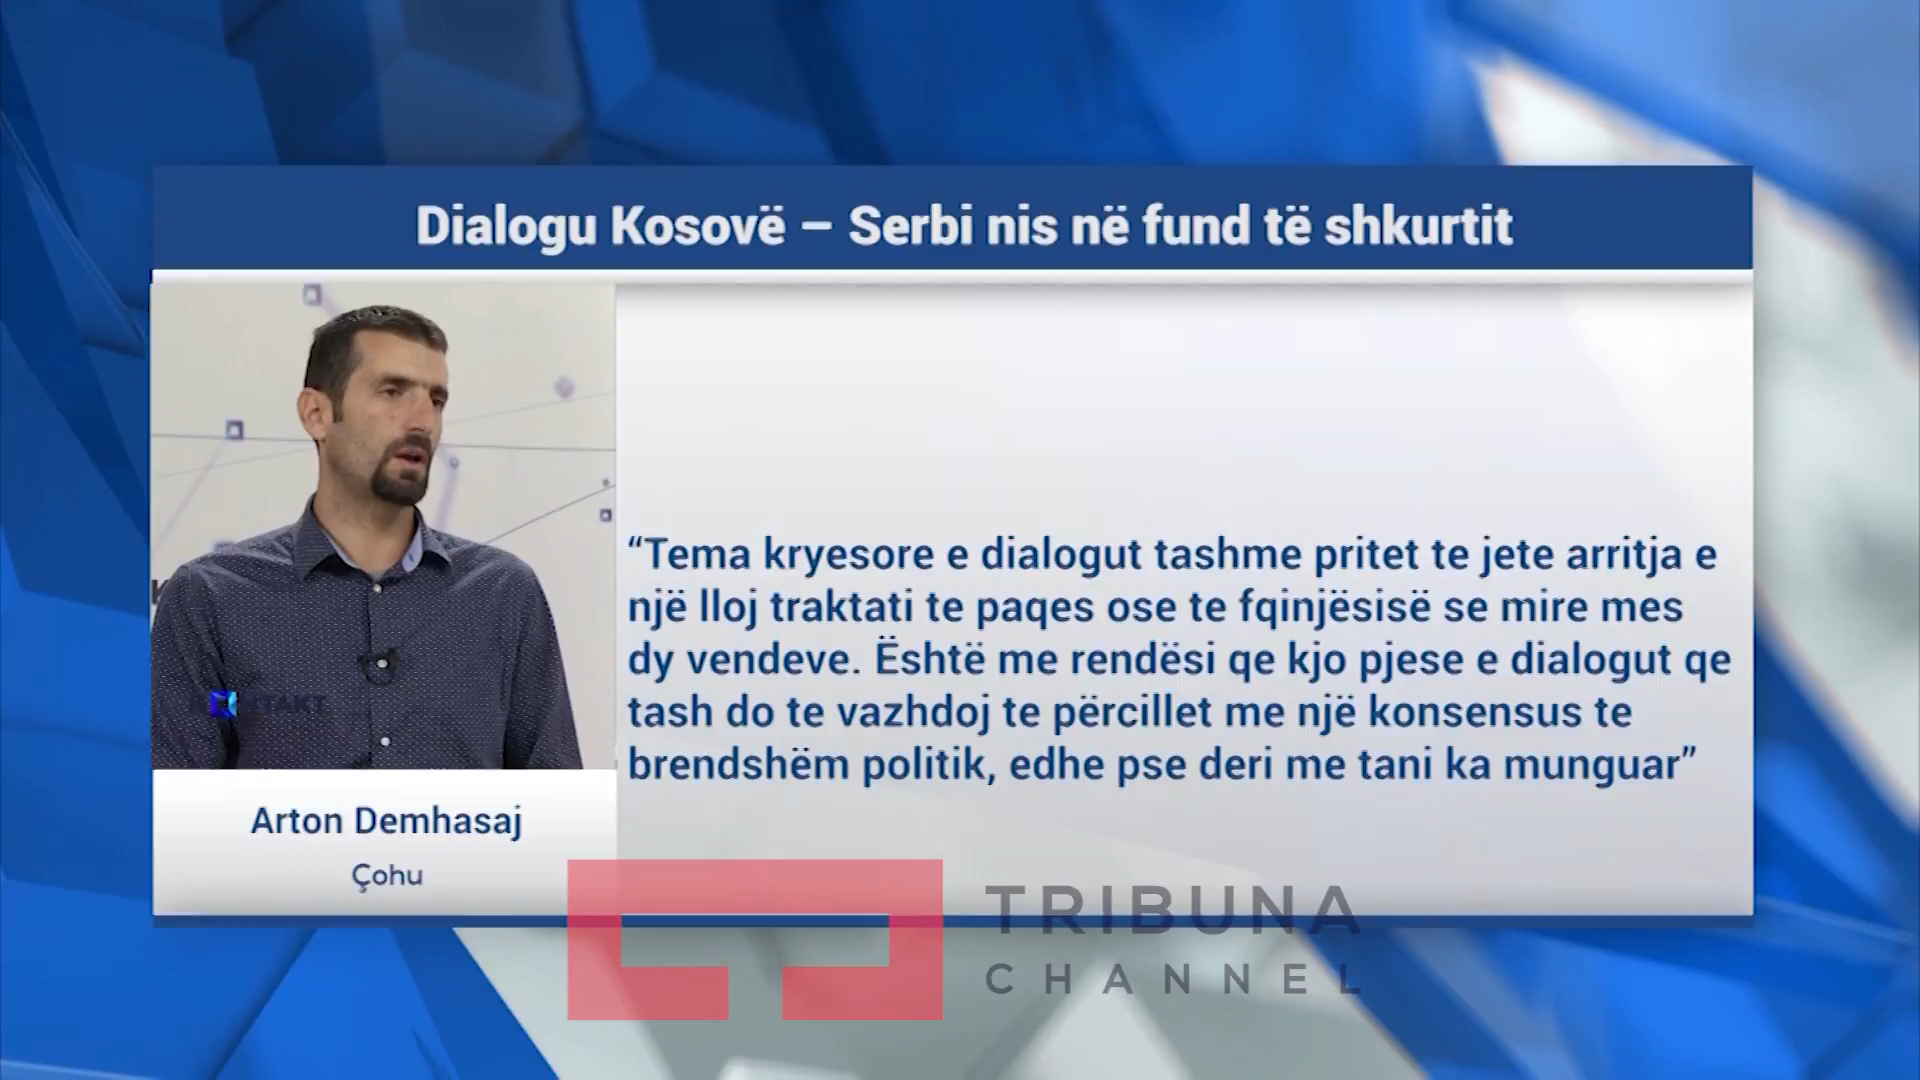 Dialogu Kosovë – Serbi nis në fund të shkurtit
“Tema kryesore e dialogut tashme pritet te jete arritja e
një lloj traktati te paqes ose te fqinjësisë se mire mes
dy vendeve. Është me rendësi qe kjo pjese e dialogut qe
tash do te vazhdoj te përcillet me një konsensus te
brendshëm politik, edhe pse deri me tani ka munguar”
Arton Demhasaj
Çohu
TRIBUNA
CHANNEL